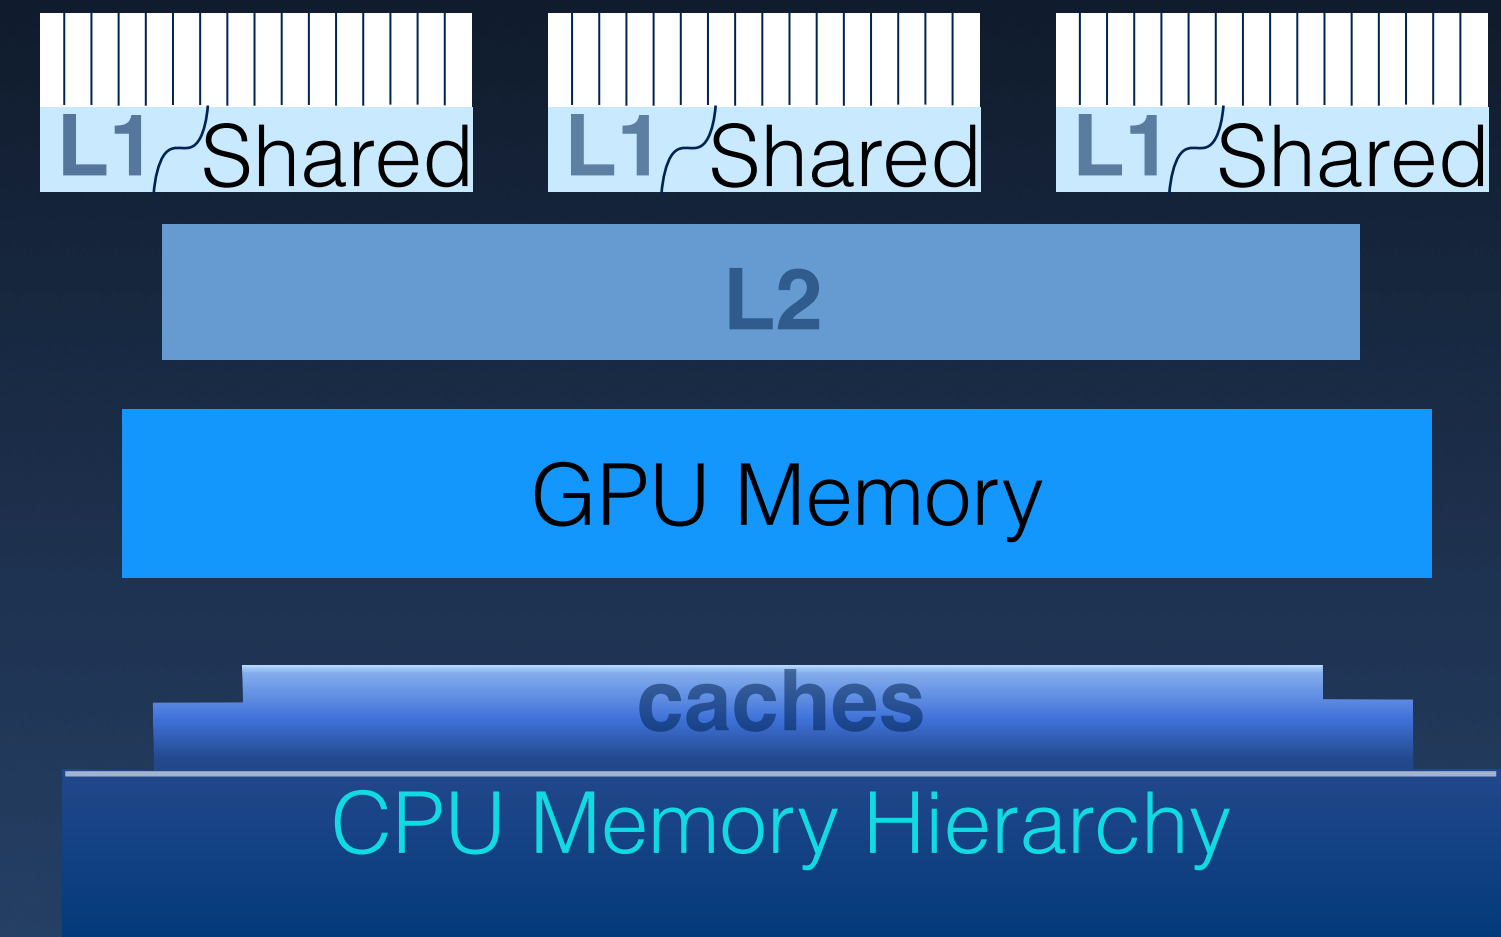 L1 Shared L1 Shared L1 Shared
L2
GPU Memory
caches
CPU Memory Hierarchy